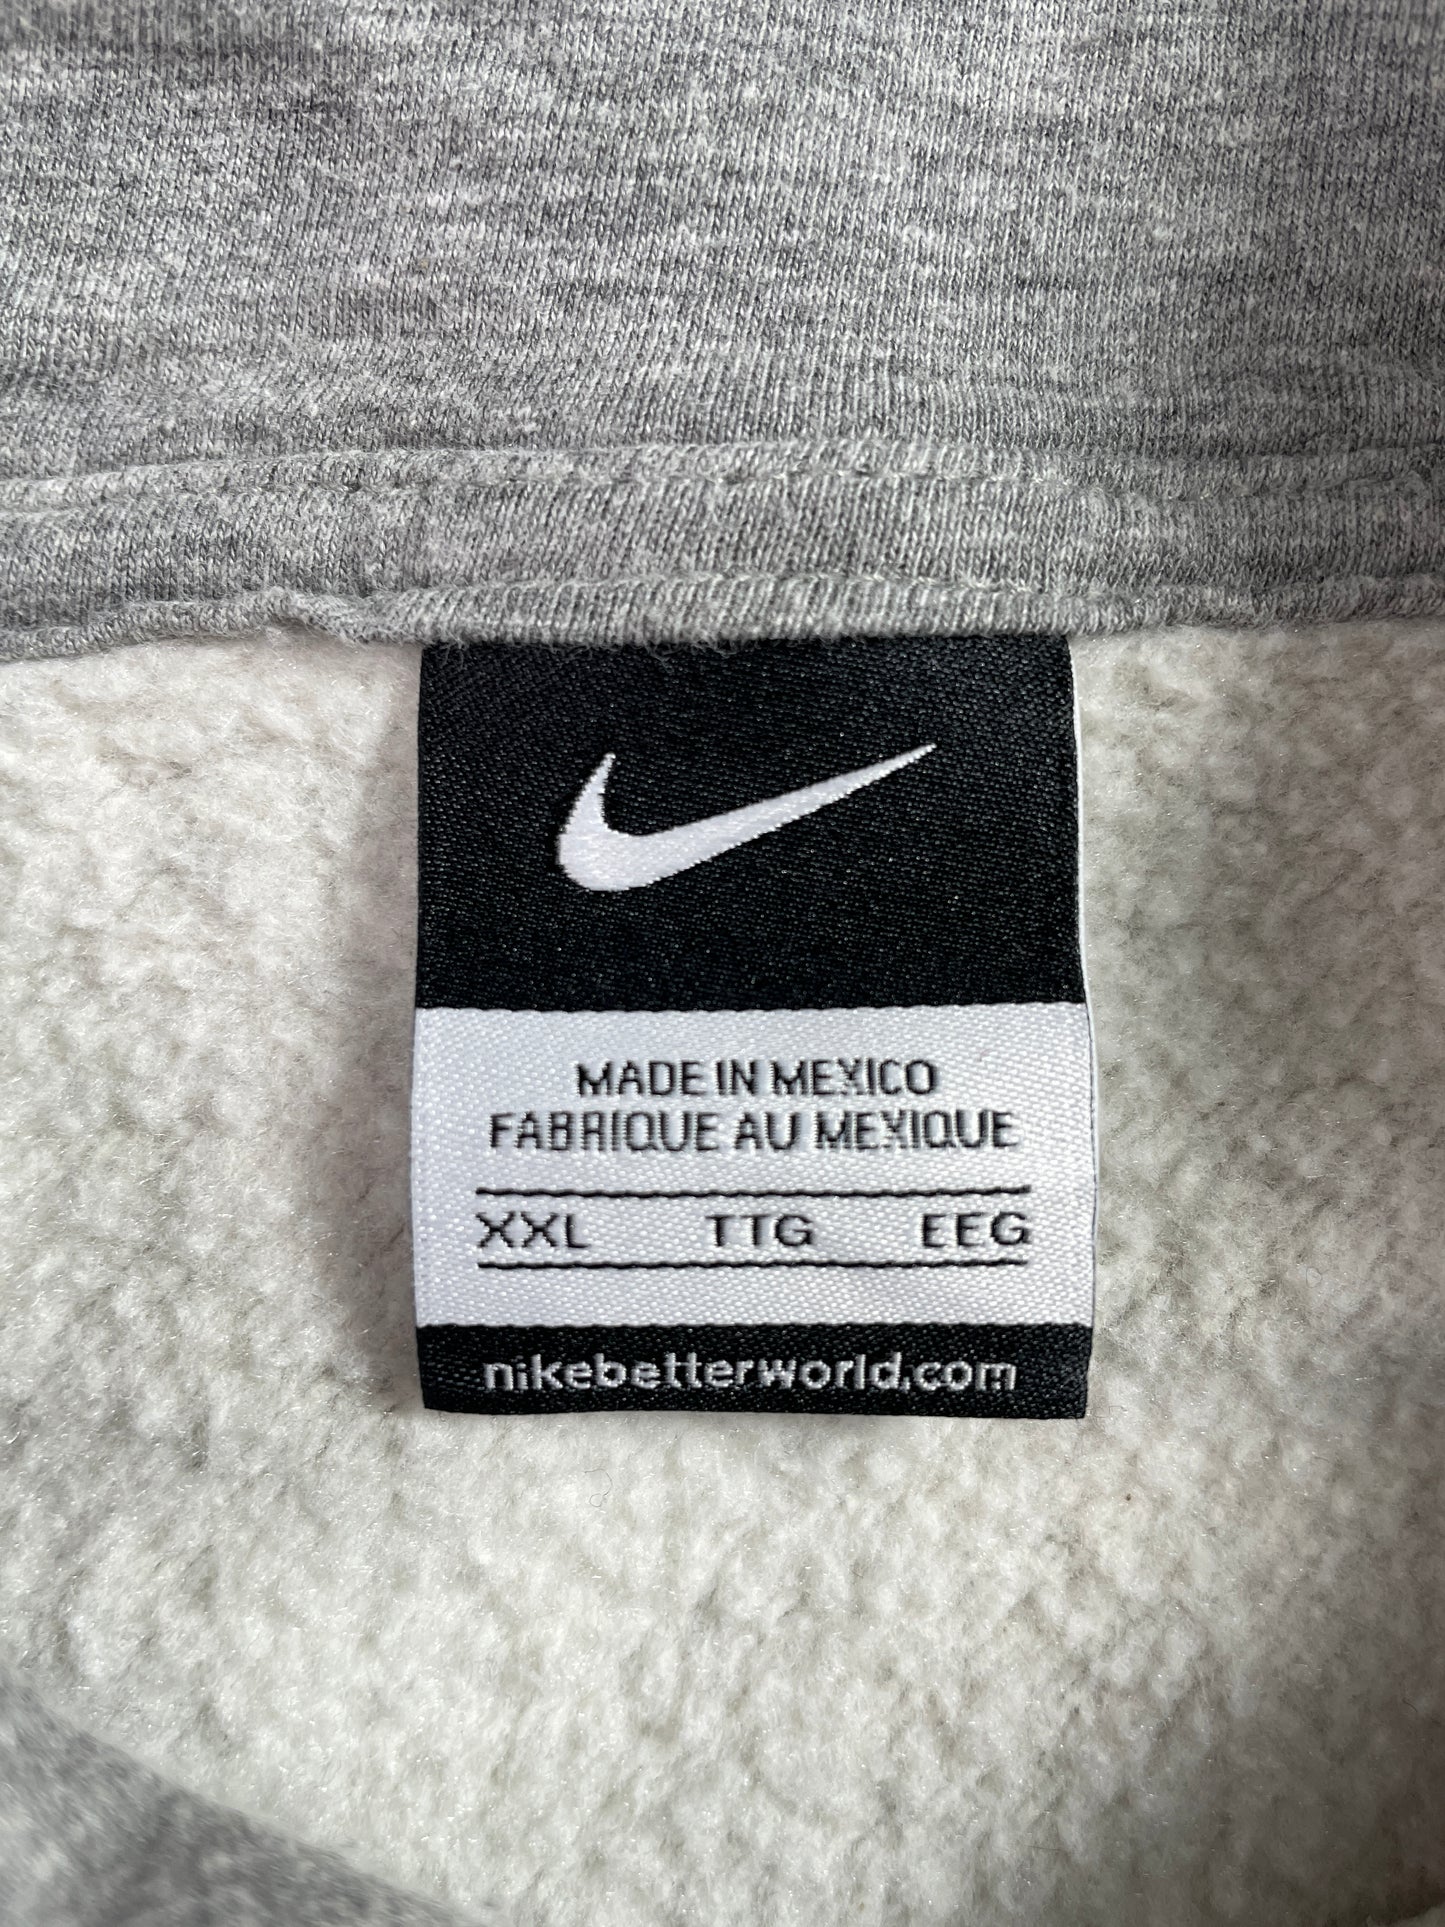 MADE IN MEXICO
FABRIQUE AU MEXIQUE
XXL TTG EEG
nikebetterworld.com